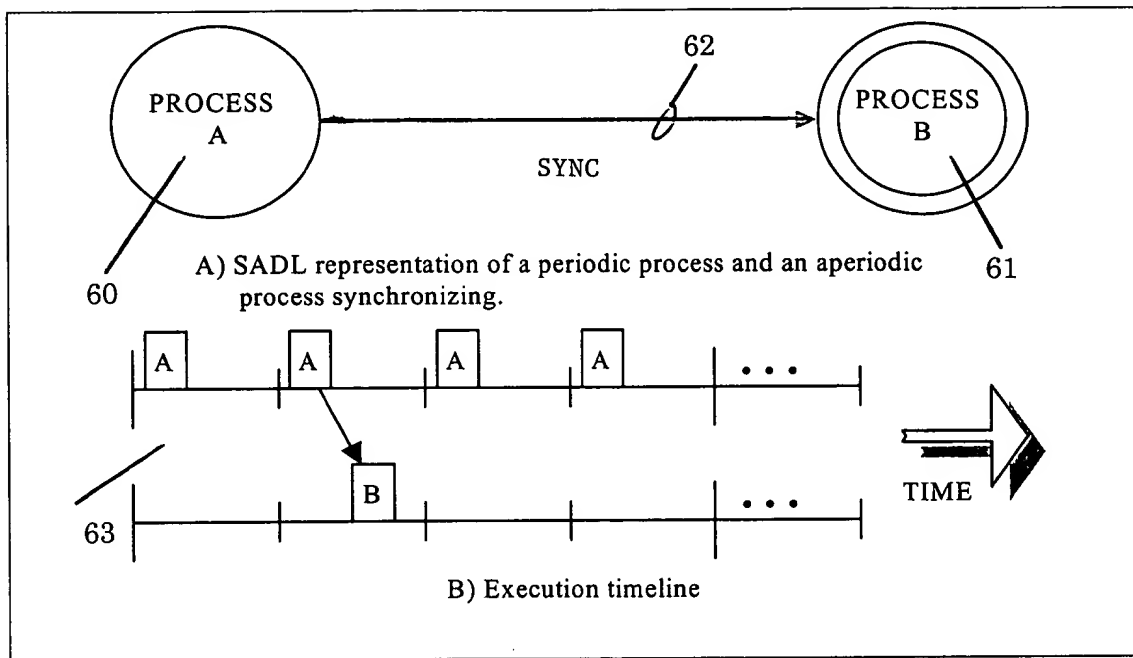 62
PROCESS
A
PROCESS
B
SYNC
60
61
A) SADL representation of a periodic process and an aperiodic
process synchronizing.
A
A
A
A
• • •
B
• • •
TIME
63
B) Execution timeline